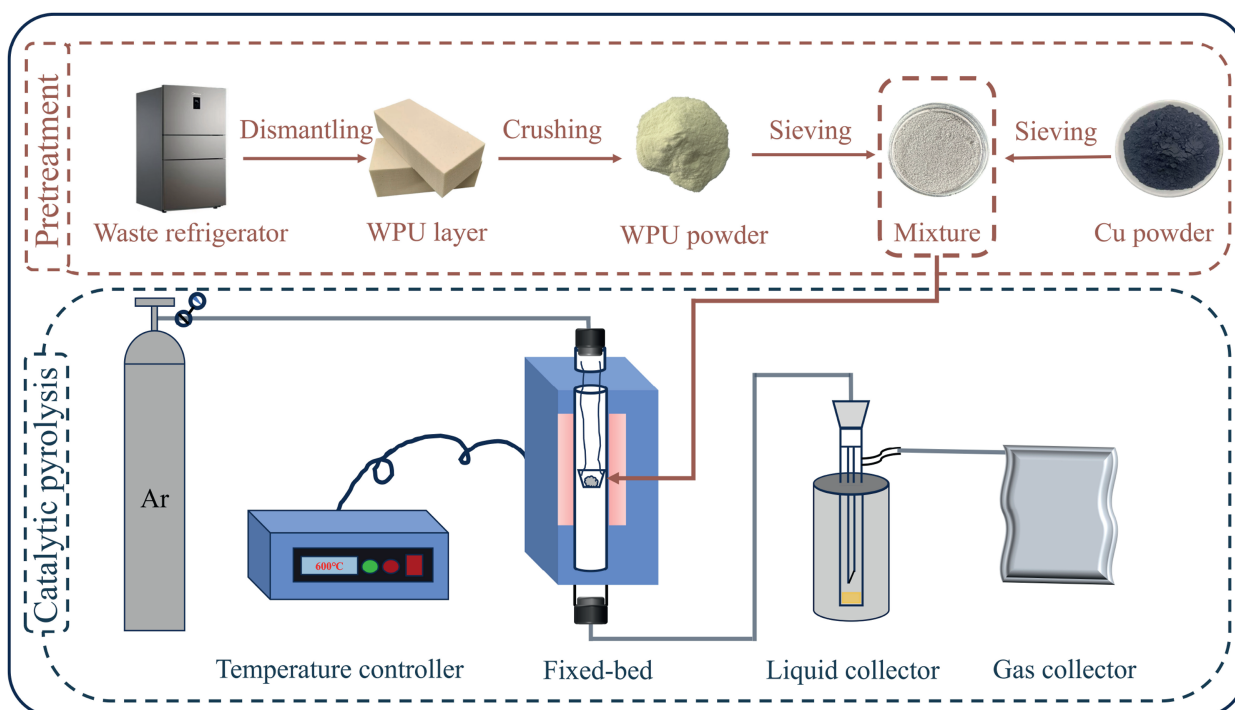 Pretreatment
Dismantling
Crushing
Sieving
Sieving
Waste refrigerator
WPU layer
WPU powder
Mixture
Cu powder
Catalytic pyrolysis
Ar
600°C
Temperature controller
Fixed-bed
Liquid collector
Gas collector